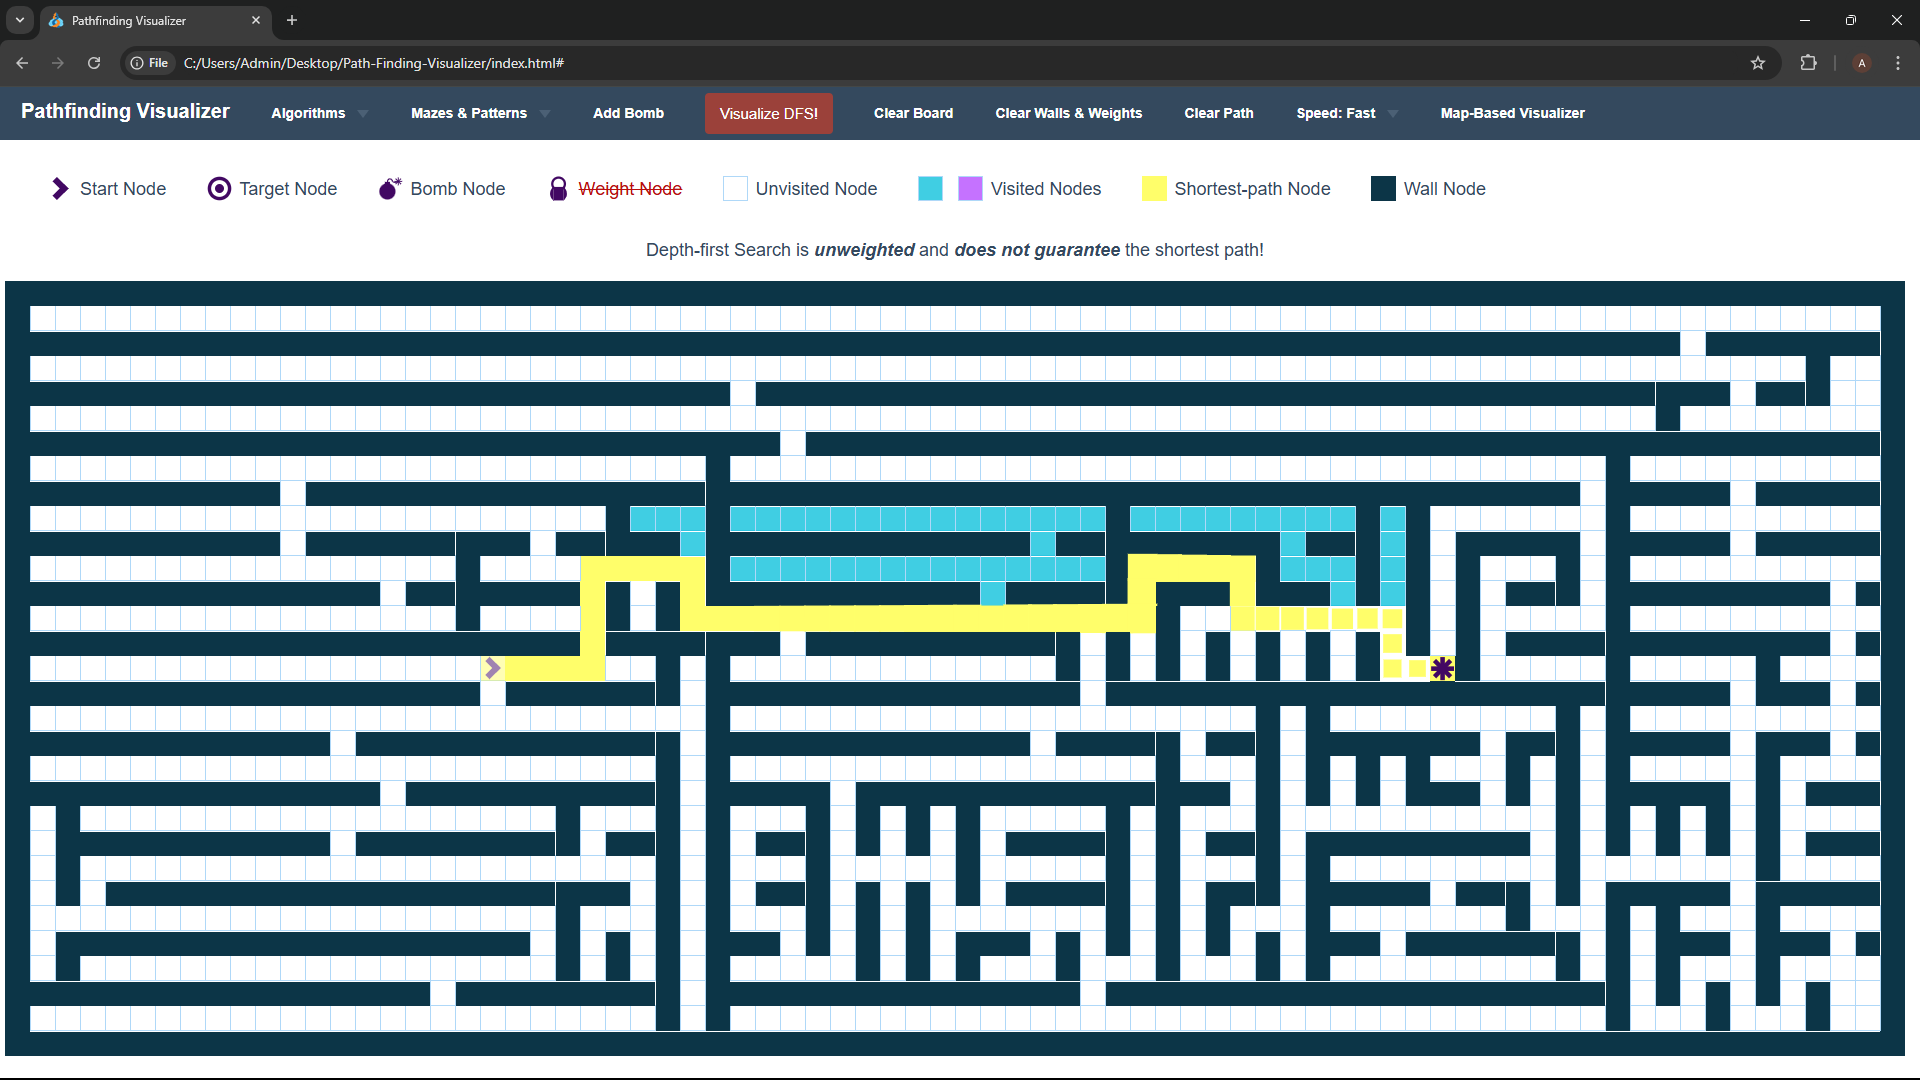 Pathfinding Visualizer
File C:/Users/Admin/Desktop/Path-Finding-Visualizer/index.html#
A
Pathfinding Visualizer Algorithms Mazes & Patterns Add Bomb Visualize DFS! Clear Board Clear Walls & Weights Clear Path Speed: Fast Map-Based Visualizer
Start Node Target Node Bomb Node Weight Node Unvisited Node Visited Nodes Shortest-path Node Wall Node
Depth-first Search is unweighted and does not guarantee the shortest path!